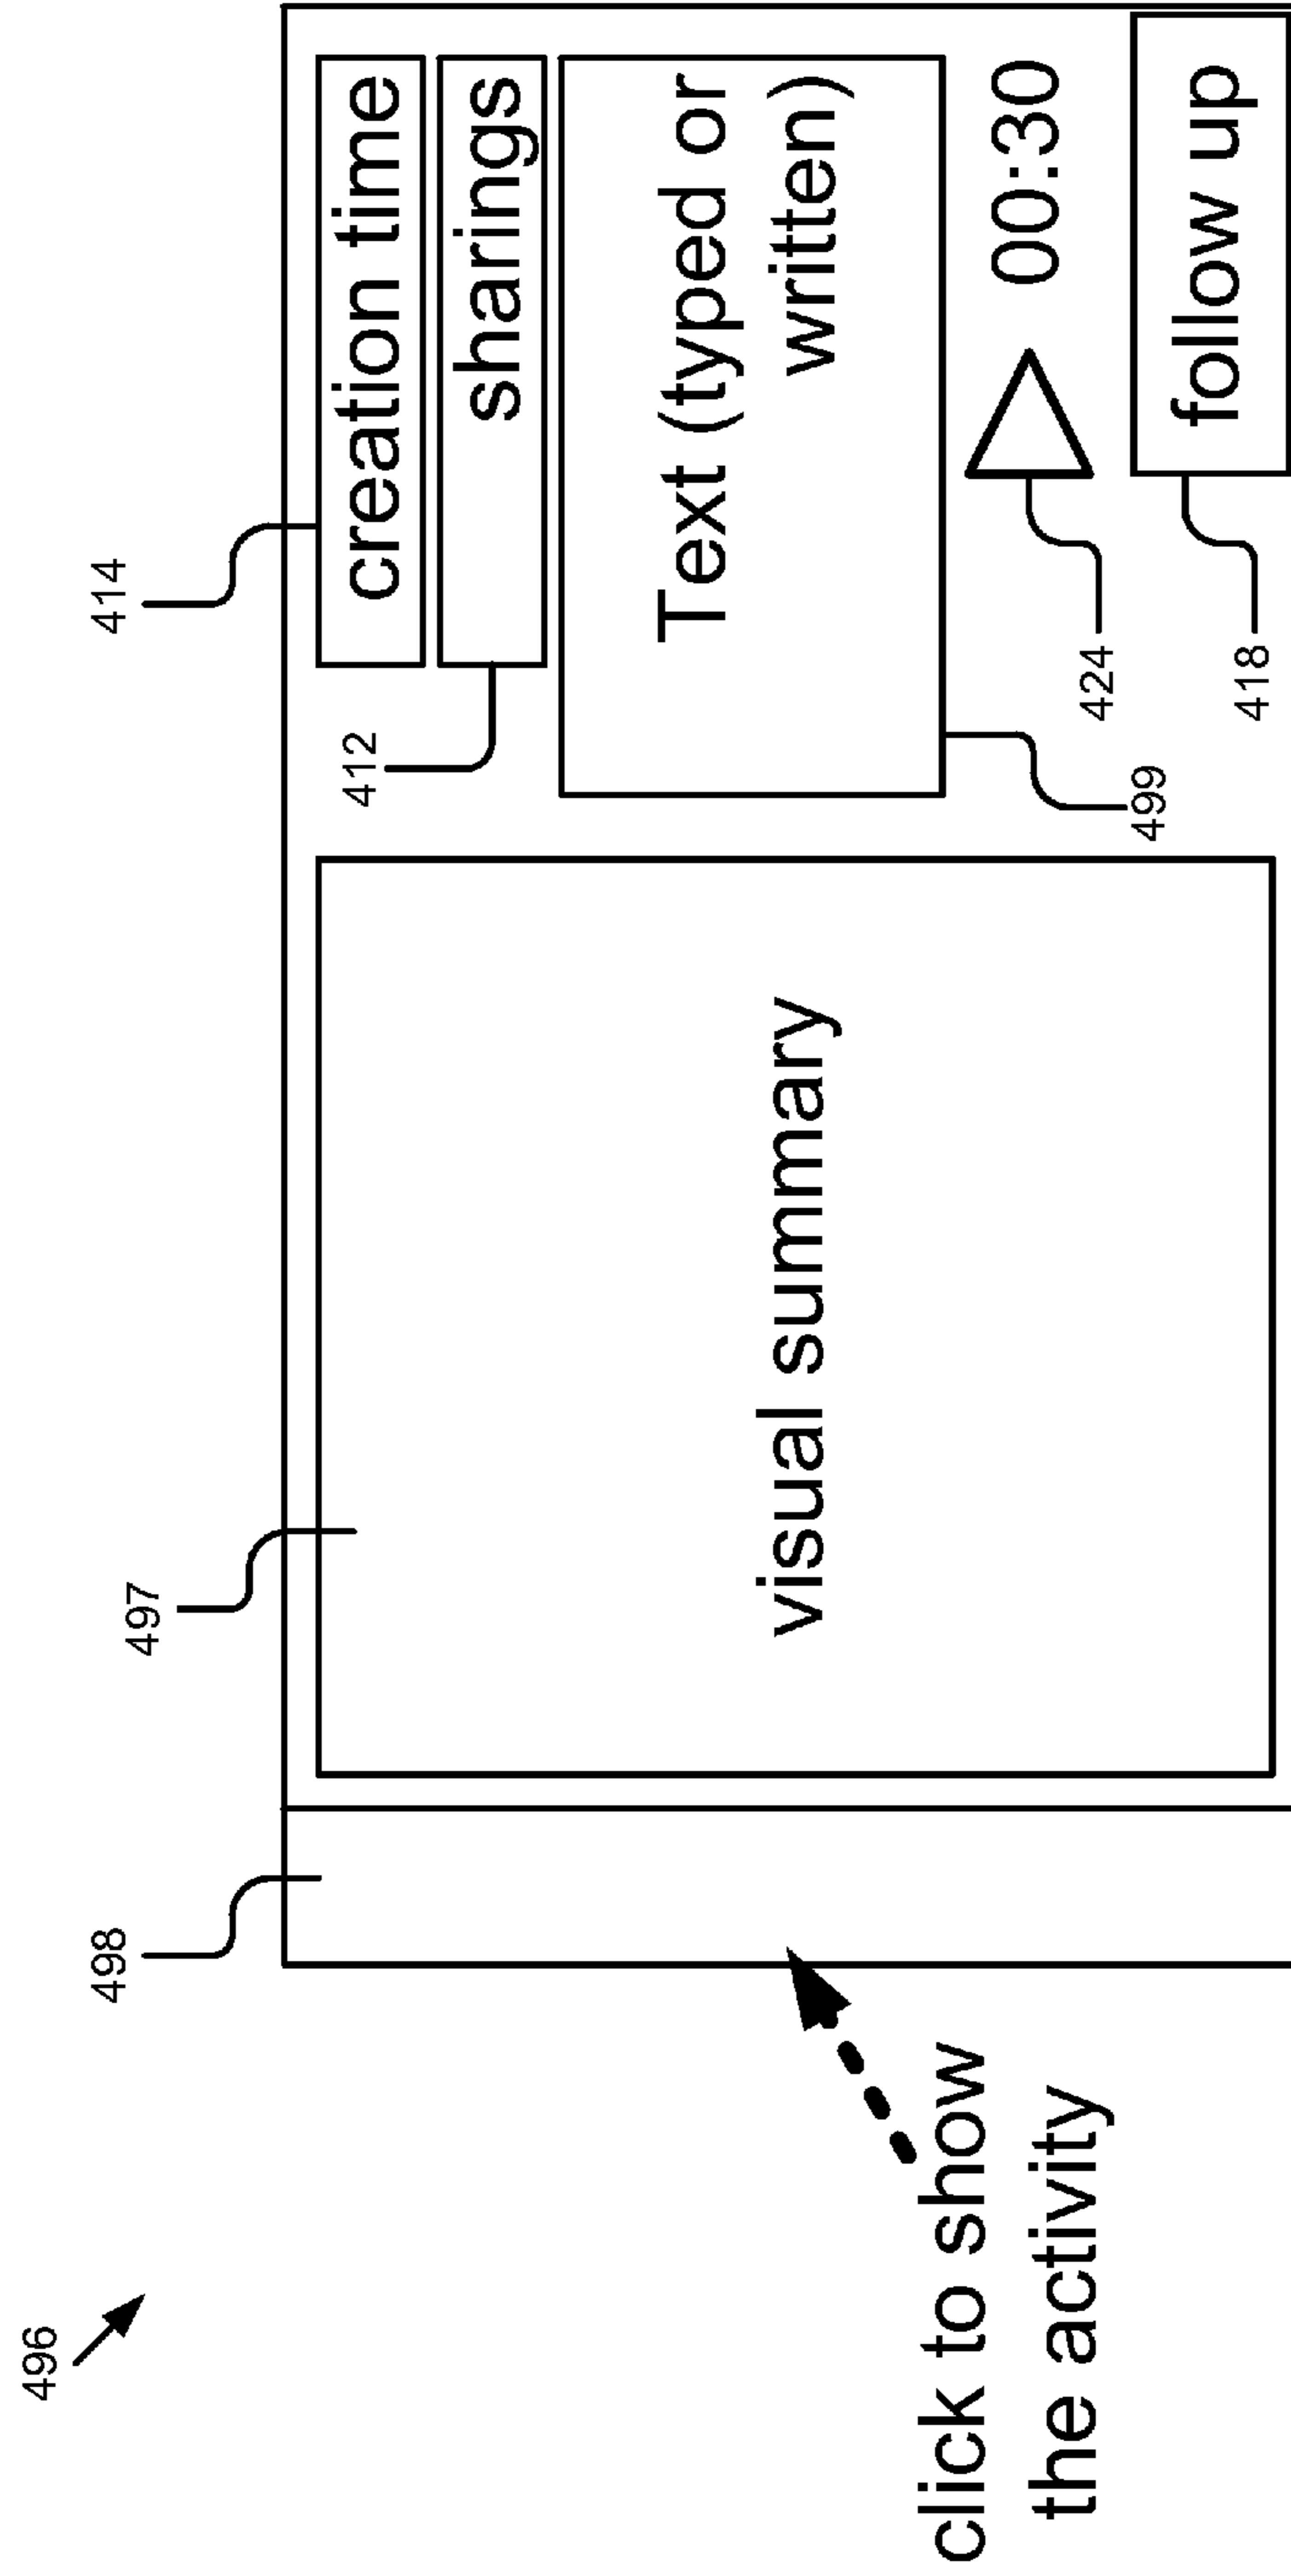 496
498
497
414
creation time
412
sharings
visual summary
Text (typed or
written)
499
424
00:30
418
follow up
click to show
the activity